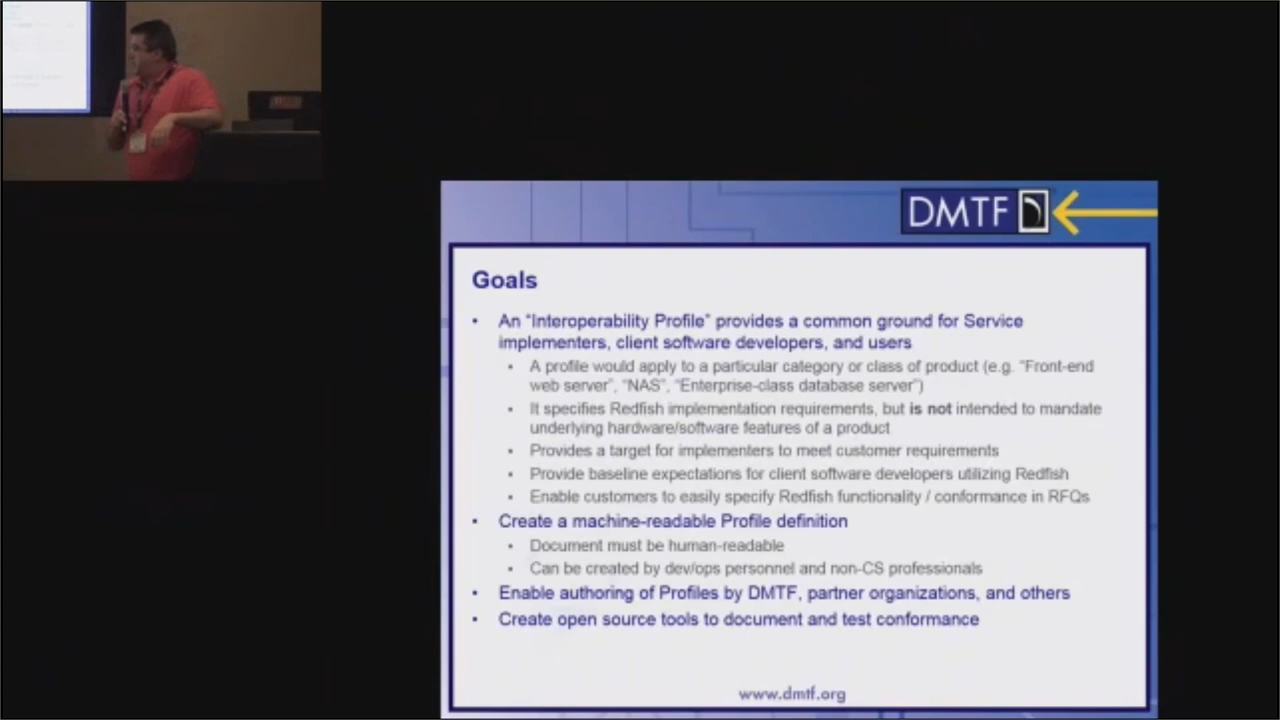 DMTF
Goals
• An “Interoperability Profile” provides a common ground for Service
implementers, client software developers, and users
• A profile would apply to a particular category or class of product (e.g. “Front-end
web server”, “NAS”, “Enterprise-class database server”)
• It specifies Redfish implementation requirements, but is not intended to mandate
underlying hardware/software features of a product
• Provides a target for implementers to meet customer requirements
• Provide baseline expectations for client software developers utilizing Redfish
• Enable customers to easily specify Redfish functionality / conformance in RFQs
• Create a machine-readable Profile definition
• Document must be human-readable
• Can be created by dev/ops personnel and non-CS professionals
• Enable authoring of Profiles by DMTF, partner organizations, and others
• Create open source tools to document and test conformance
www.dmtf.org